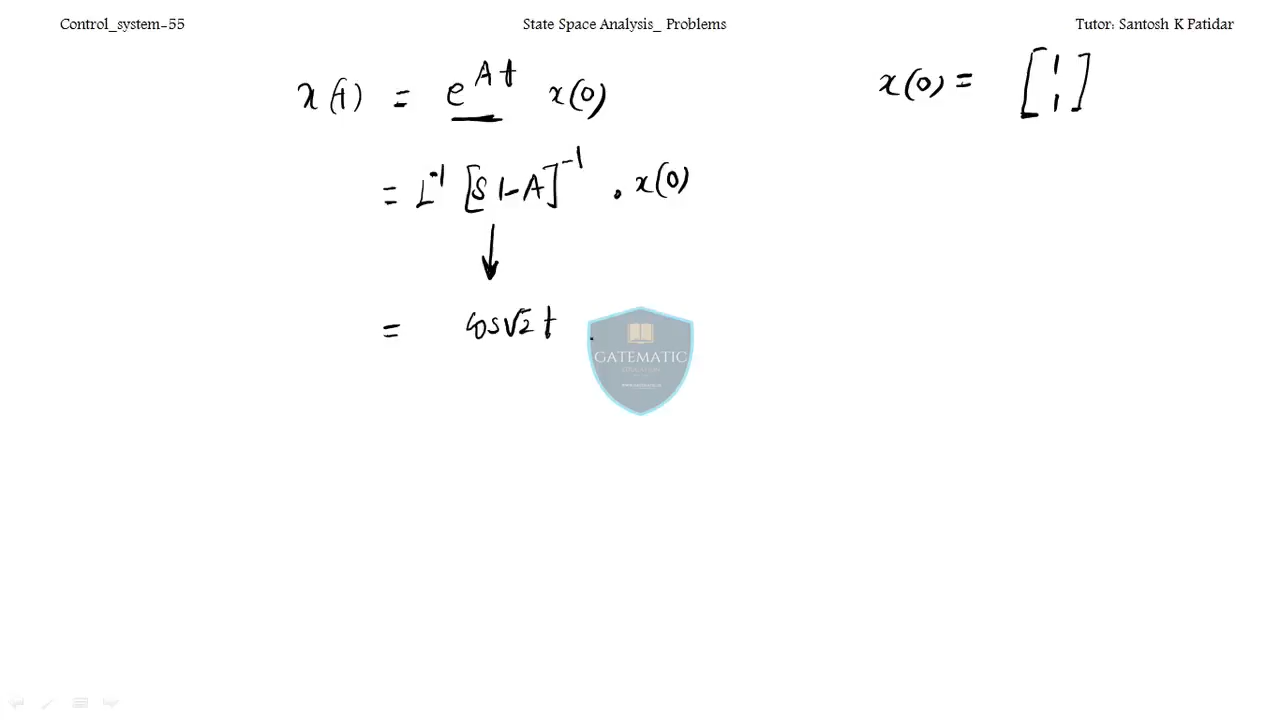 Control_system-55 State Space Analysis_ Problems Tutor: Santosh K Patidar
x(t) = e^{At} x(0)
x(0) = [1 1]
= L^{-1} [SI-A]^{-1} . x(0)
↓
= cos√2 t
GATEMATIC
EDUCATION